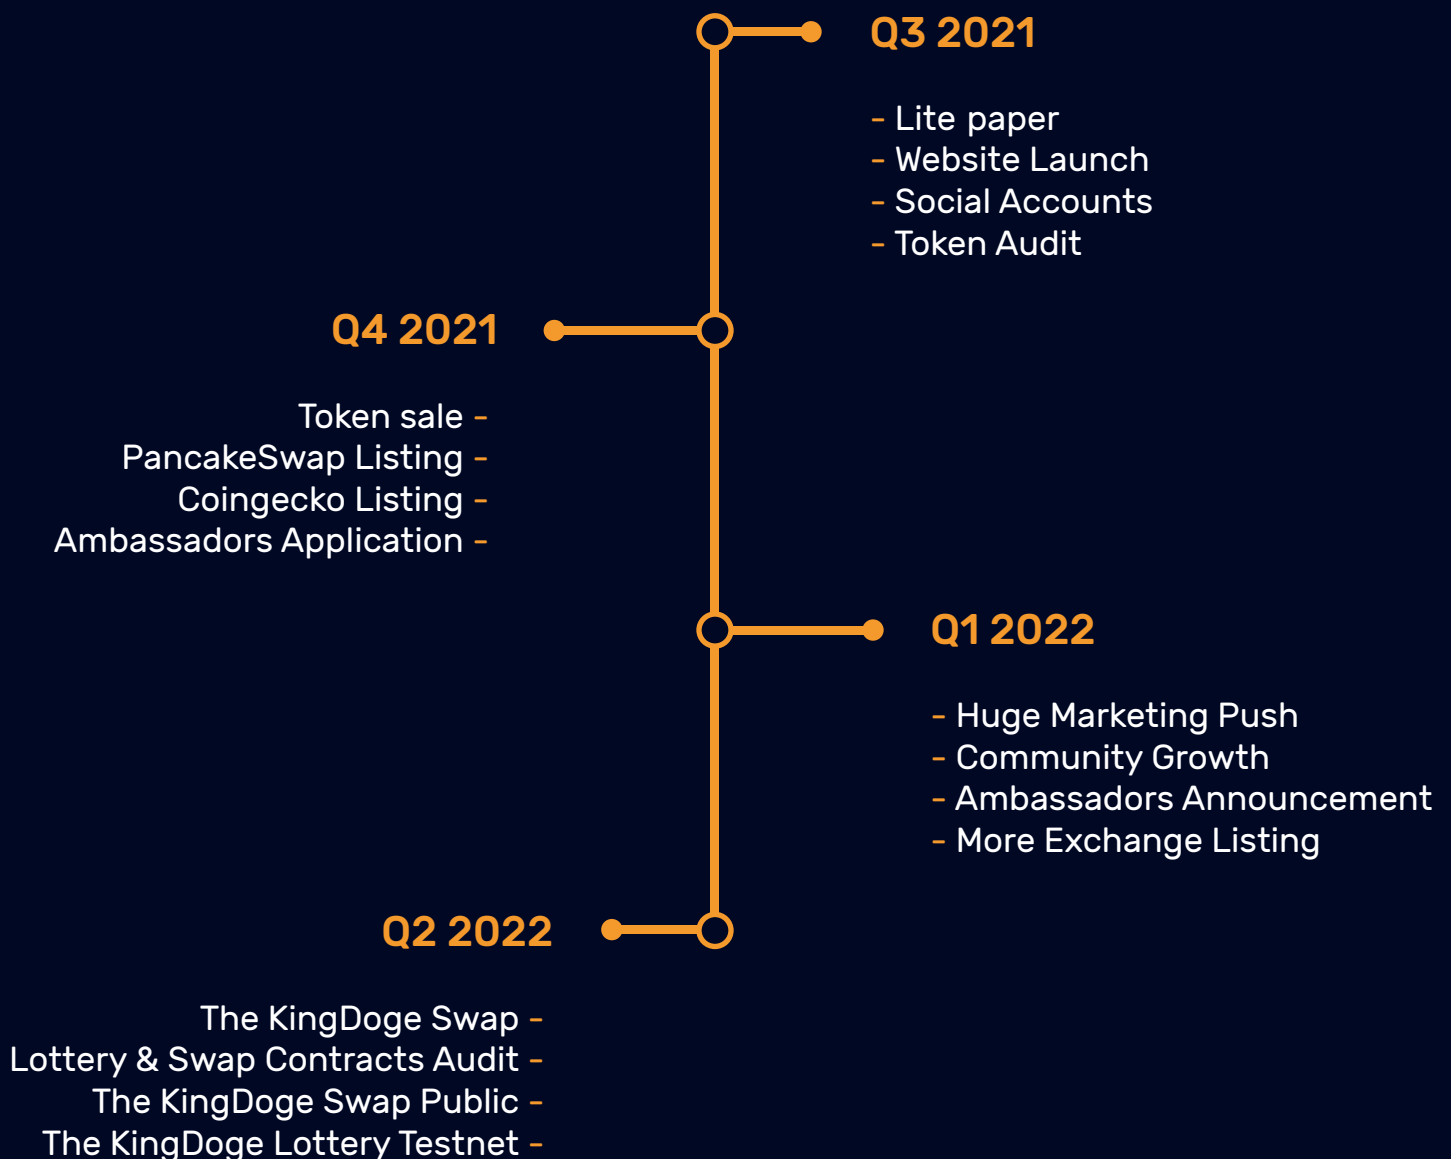 Q3 2021
- Lite paper
- Website Launch
- Social Accounts
- Token Audit
Q4 2021
Token sale -
PancakeSwap Listing -
Coingecko Listing -
Ambassadors Application -
Q1 2022
- Huge Marketing Push
- Community Growth
- Ambassadors Announcement
- More Exchange Listing
Q2 2022
The KingDoge Swap -
Lottery & Swap Contracts Audit -
The KingDoge Swap Public -
The KingDoge Lottery Testnet -